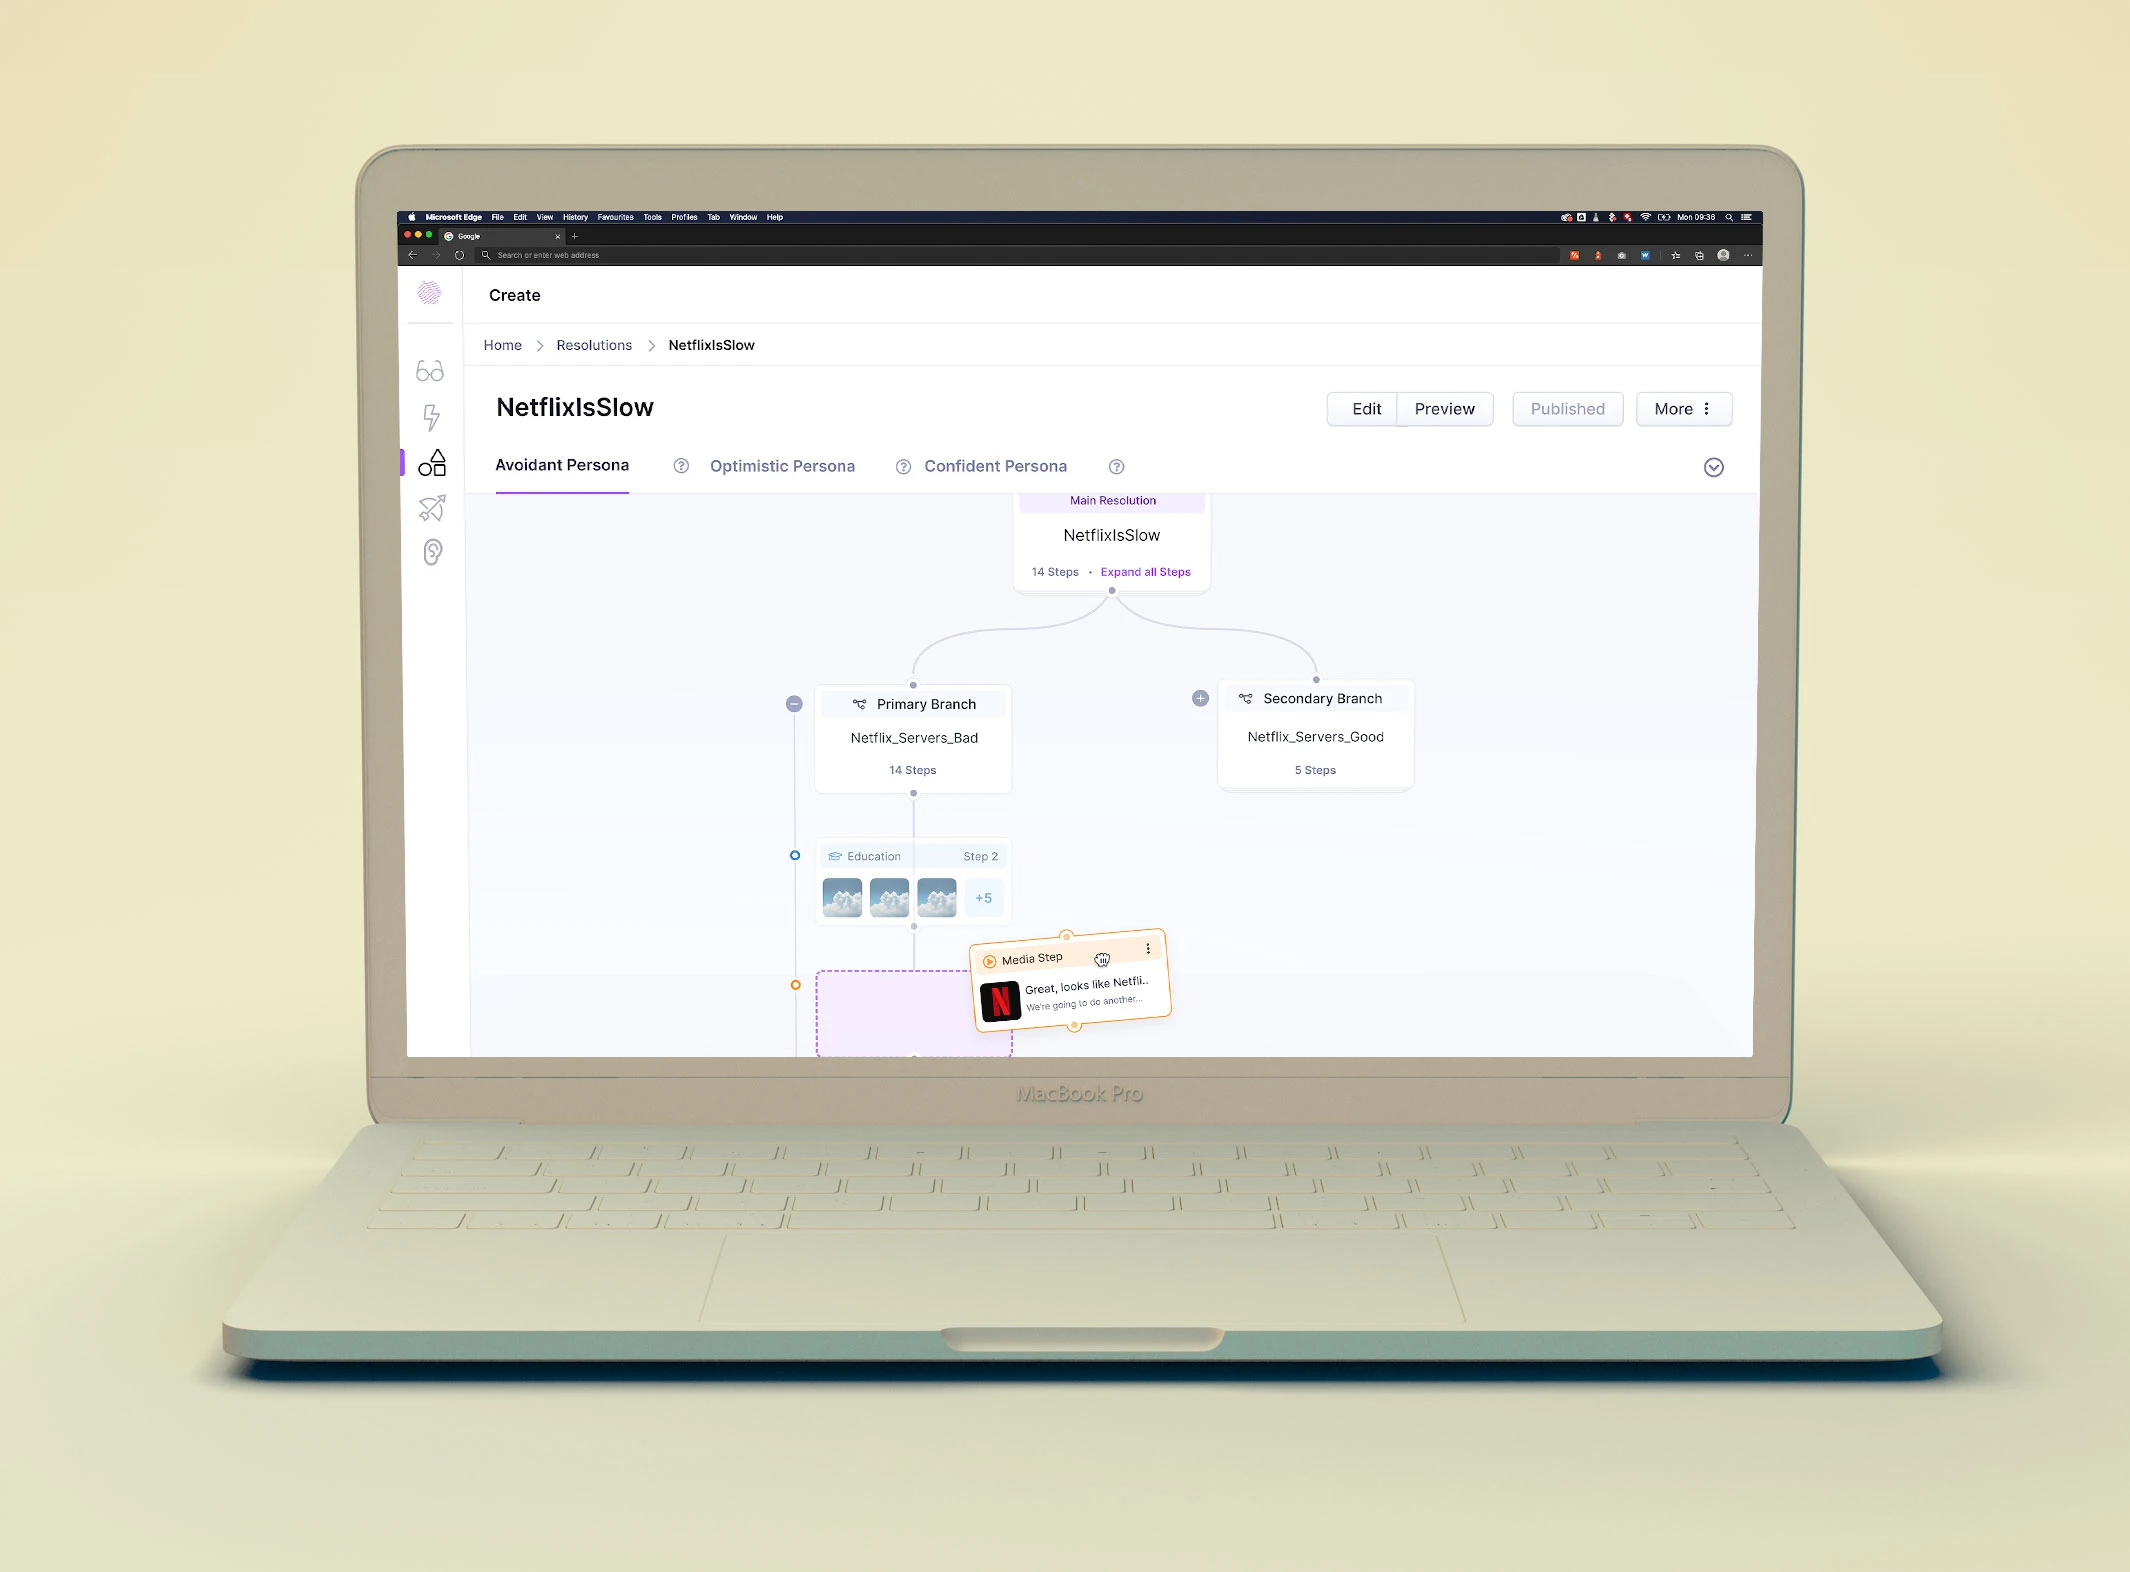 Microsoft Edge File Edit View History Favourites Tools Profiles Tab Window Help Mon 09:36
Google
Search or enter web address
Create
Home Resolutions NetflixIsSlow
NetflixIsSlow
Edit Preview Published More
Avoidant Persona Optimistic Persona Confident Persona
Main Resolution
NetflixIsSlow
14 Steps • Expand all Steps
Primary Branch
Netflix_Servers_Bad
14 Steps
Secondary Branch
Netflix_Servers_Good
5 Steps
Education Step 2
+5
Media Step
N
Great, looks like Netfli..
We're going to do another...
MacBook Pro